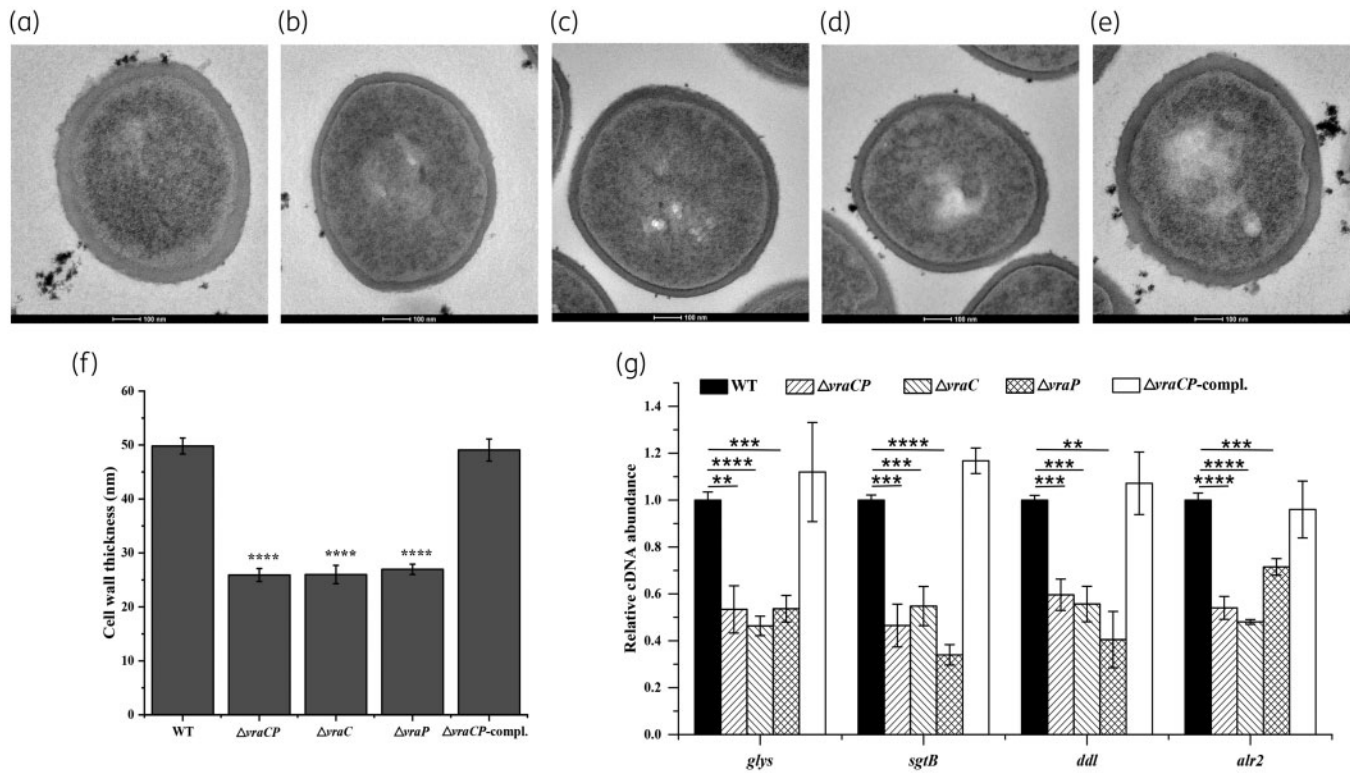 (a) (b) (c) (d) (e)
100 nm 100 nm 100 nm 100 nm 100 nm
(f)
60
50
40
30
20
10
0
Cell wall thickness (nm)
**** **** ****
WT ΔvraCP ΔvraC ΔvraP ΔvraCP-compl.
(g)
WT ΔvraCP ΔvraC ΔvraP ΔvraCP-compl.
1.4
1.2
1.0
0.8
0.6
0.4
0.2
0.0
Relative cDNA abundance
*** **** ** ***
**** *** *** ****
** *** *** ****
glys sgtB ddl alr2